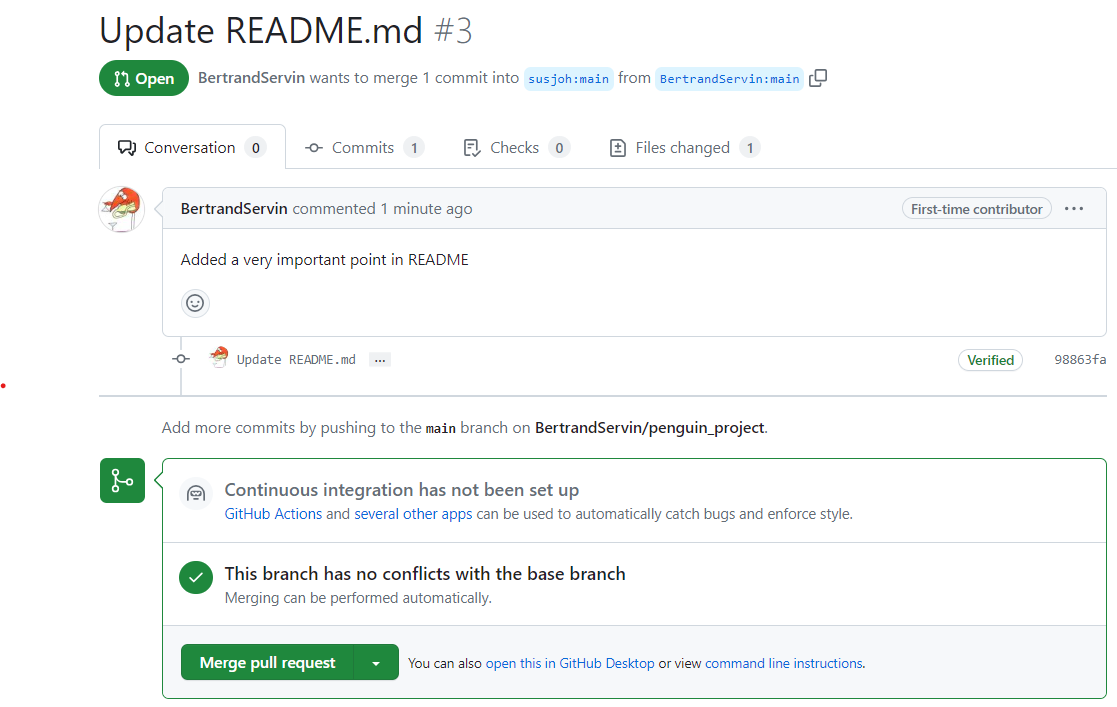 Update README.md #3
Open BertrandServin wants to merge 1 commit into susjoh:main from BertrandServin:main
Conversation 0 Commits 1 Checks 0 Files changed 1
BertrandServin commented 1 minute ago First-time contributor ...
Added a very important point in README
Update README.md ... Verified 98863fa
Add more commits by pushing to the main branch on BertrandServin/penguin_project.
Continuous integration has not been set up
GitHub Actions and several other apps can be used to automatically catch bugs and enforce style.
This branch has no conflicts with the base branch
Merging can be performed automatically.
Merge pull request You can also open this in GitHub Desktop or view command line instructions.